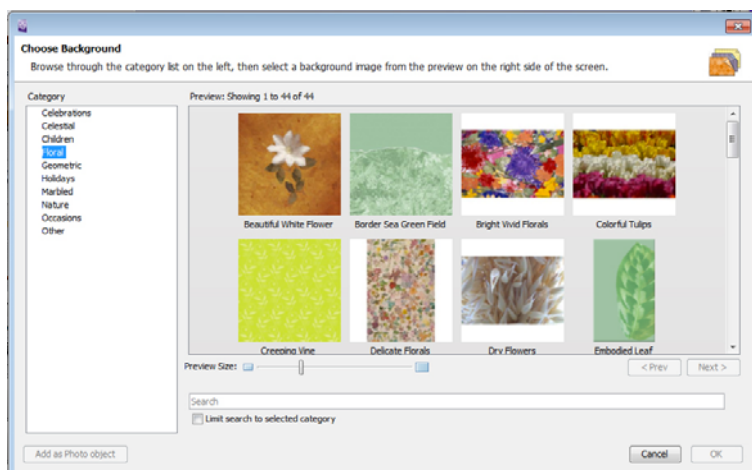 Choose Background
Browse through the category list on the left, then select a background image from the preview on the right side of the screen.
Category
Celebrations
Celestial
Children
Floral
Geometric
Holidays
Marbled
Nature
Occasions
Other
Preview: Showing 1 to 44 of 44
Beautiful White Flower Border Sea Green Field Bright Vivid Florals Colorful Tulips
Creeping Vine Delicate Florals Dry Flowers Embodied Leaf
Preview Size:
< Prev Next >
Search
Limit search to selected category
Add as Photo object Cancel OK